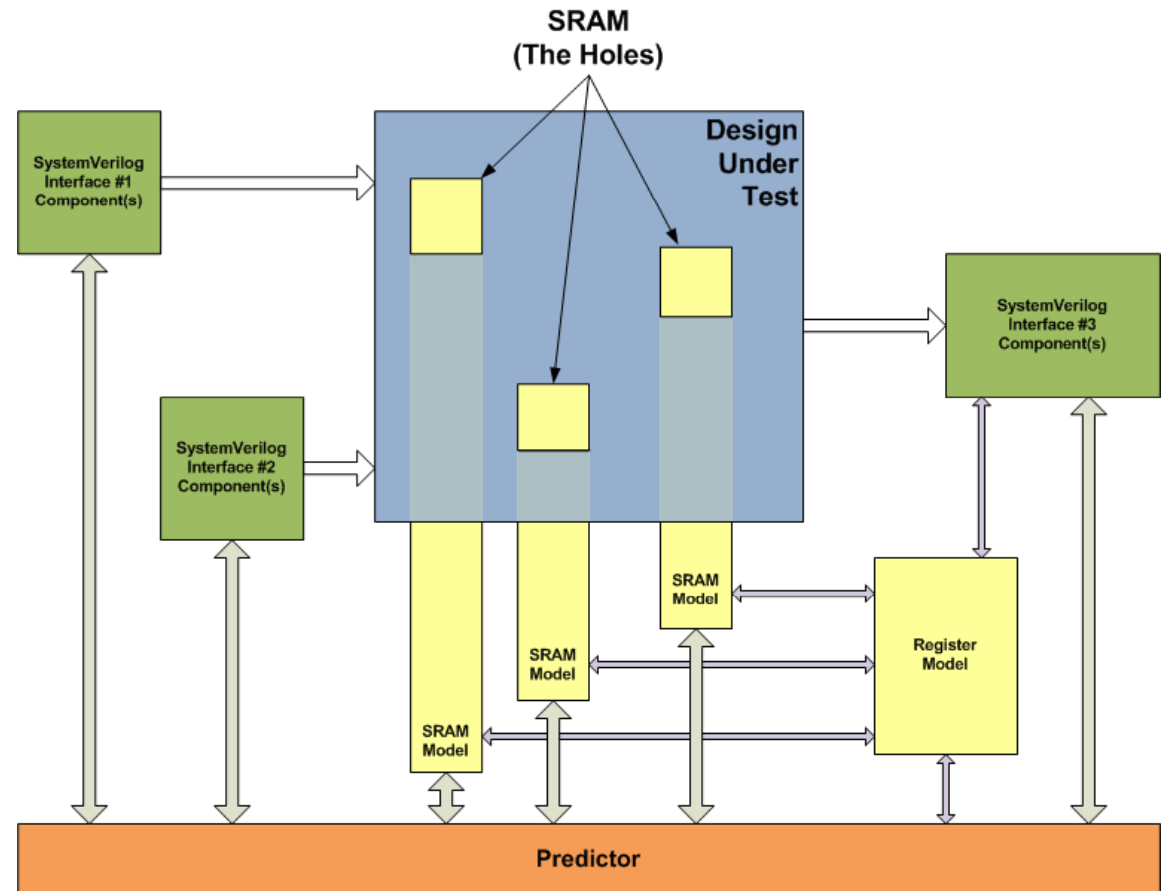 SRAM
(The Holes)
Design
Under
Test
SystemVerilog
Interface #1
Component(s)
SystemVerilog
Interface #3
Component(s)
SystemVerilog
Interface #2
Component(s)
SRAM
Model
SRAM
Model
SRAM
Model
Register
Model
Predictor